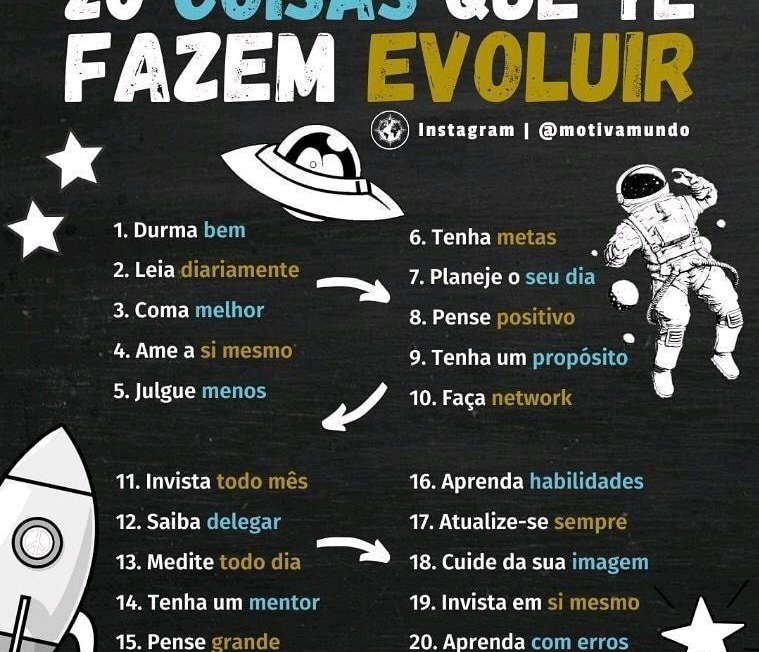 20 COISAS QUE TE
FAZEM EVOLUIR
Instagram | @motivamundo
1. Durma bem
2. Leia diariamente
3. Coma melhor
4. Ame a si mesmo
5. Julgue menos
6. Tenha metas
7. Planeje o seu dia
8. Pense positivo
9. Tenha um propósito
10. Faça network
11. Invista todo mês
12. Saiba delegar
13. Medite todo dia
14. Tenha um mentor
15. Pense grande
16. Aprenda habilidades
17. Atualize-se sempre
18. Cuide da sua imagem
19. Invista em si mesmo
20. Aprenda com erros